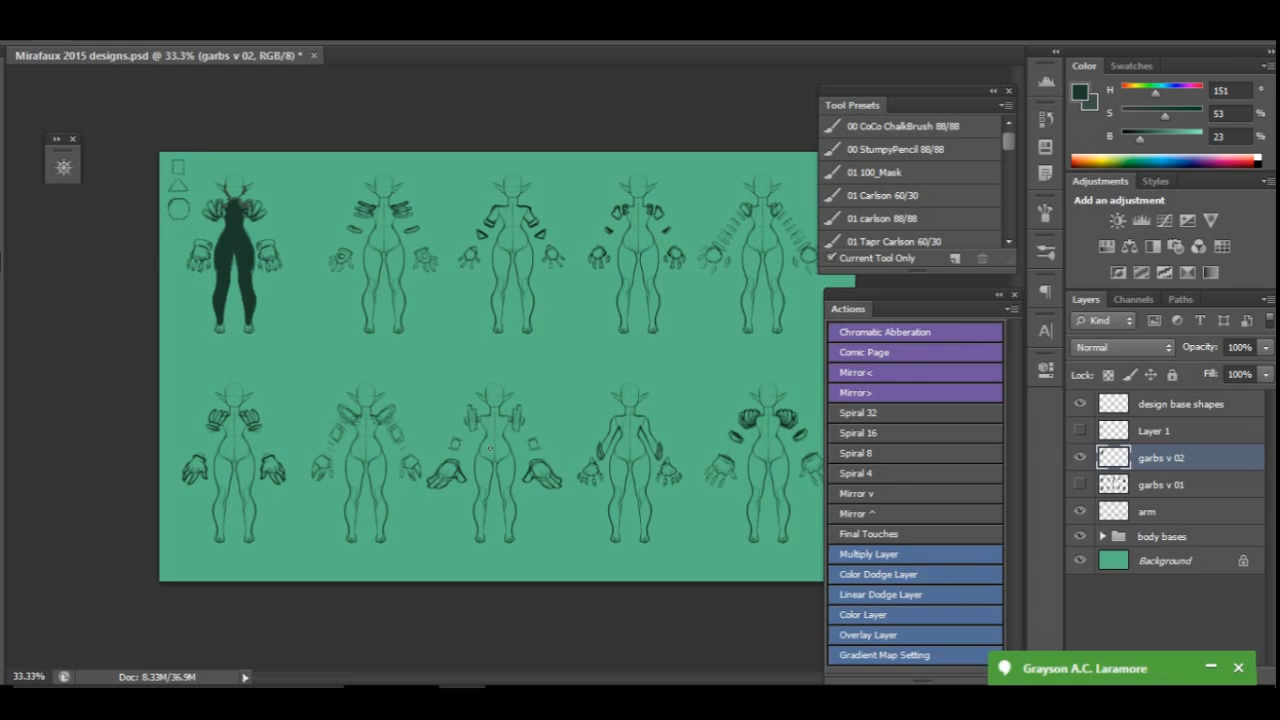 Mirafaux 2015 designs.psd @ 33.3% (garbs v 02, RGB/8) * ×
Color Swatches
H 151 °
S 53 %
B 23 %
Tool Presets
00 CoCo ChalkBrush 88/88
00 StumpyPencil 88/88
01 100_Mask
01 Carlson 60/30
01 carlson 88/88
01 Tapr Carlson 60/30
Current Tool Only
Adjustments Styles
Add an adjustment
Actions
Chromatic Abberation
Comic Page
Mirror<
Mirror>
Spiral 32
Spiral 16
Spiral 8
Spiral 4
Mirror v
Mirror ^
Final Touches
Multiply Layer
Color Dodge Layer
Linear Dodge Layer
Color Layer
Overlay Layer
Gradient Map Setting
Layers Channels Paths
Kind
Normal Opacity: 100%
Lock: Fill: 100%
design base shapes
Layer 1
garbs v 02
garbs v 01
arm
body bases
Background
33.33% Doc: 8.33M/36.9M
Grayson A.C. Laramore